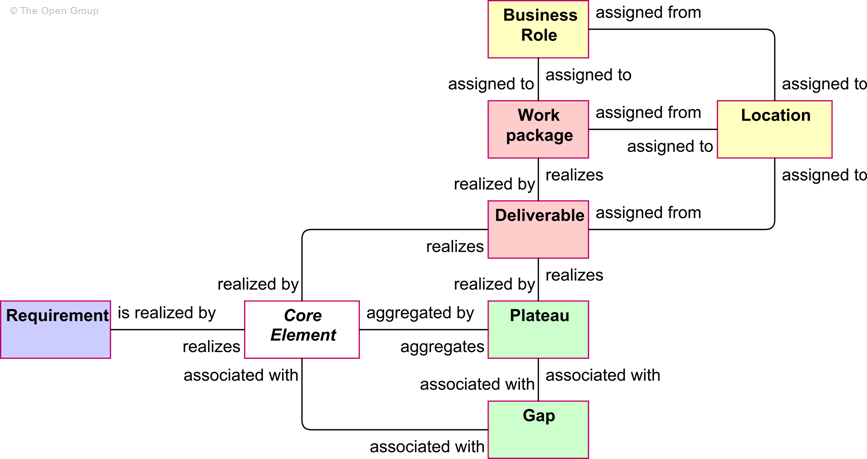 © The Open Group
Business
Role
assigned from
assigned to
assigned to
assigned to
Work
package
assigned from
assigned to
Location
realized by
realizes
assigned to
Deliverable
assigned from
realizes
realized by
realized by
realizes
Requirement
is realized by
realizes
Core
Element
aggregated by
aggregates
Plateau
associated with
associated with
associated with
Gap
associated with